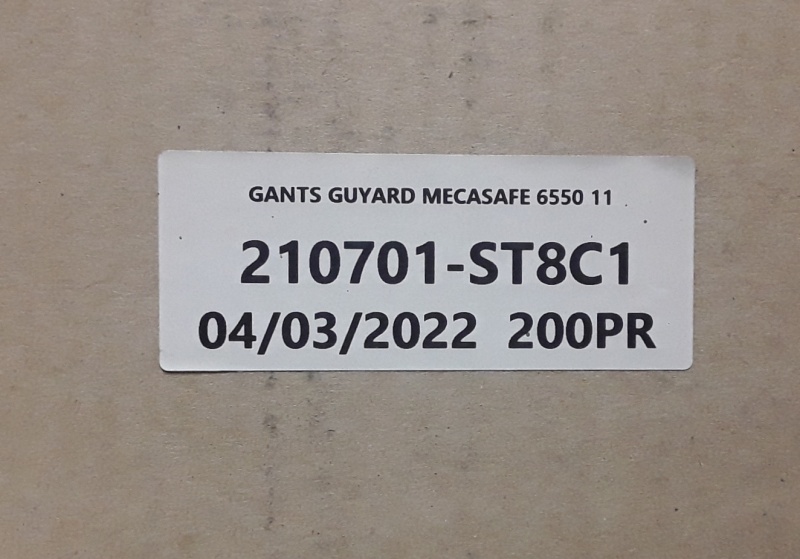 GANTS GUYARD MECASAFE 6550 11
210701-ST8C1
04/03/2022 200PR